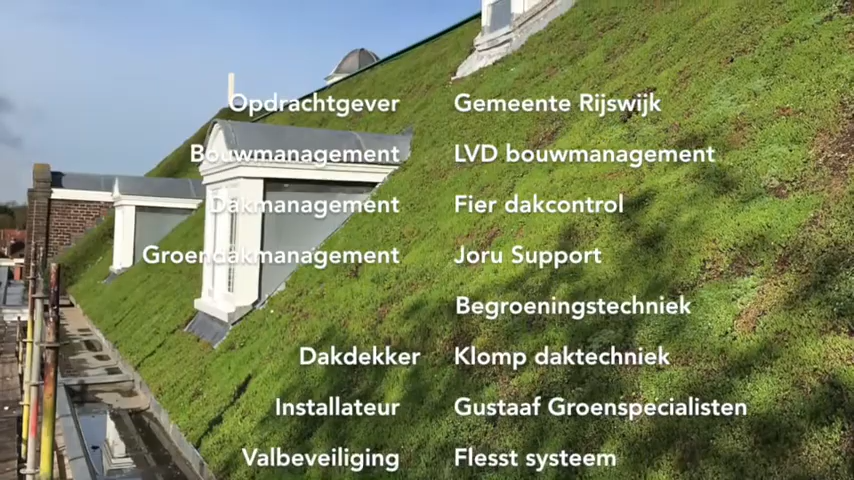 Opdrachtgever Gemeente Rijswijk
Bouwmanagement LVD bouwmanagement
Dakmanagement Fier dakcontrol
Groendakmanagement Joru Support
Begroeningstechniek
Dakdekker Klomp daktechniek
Installateur Gustaaf Groenspecialisten
Valbeveiliging Flesst systeem